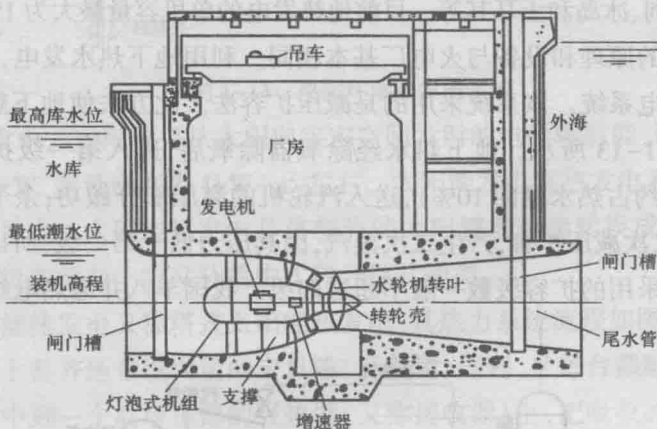 吊车
最高库水位
水库
厂房
外海
发电机
最低潮水位
装机高程
水轮机转叶
闸门槽
转轮壳
闸门槽
尾水管
灯泡式机组
支撑
增速器